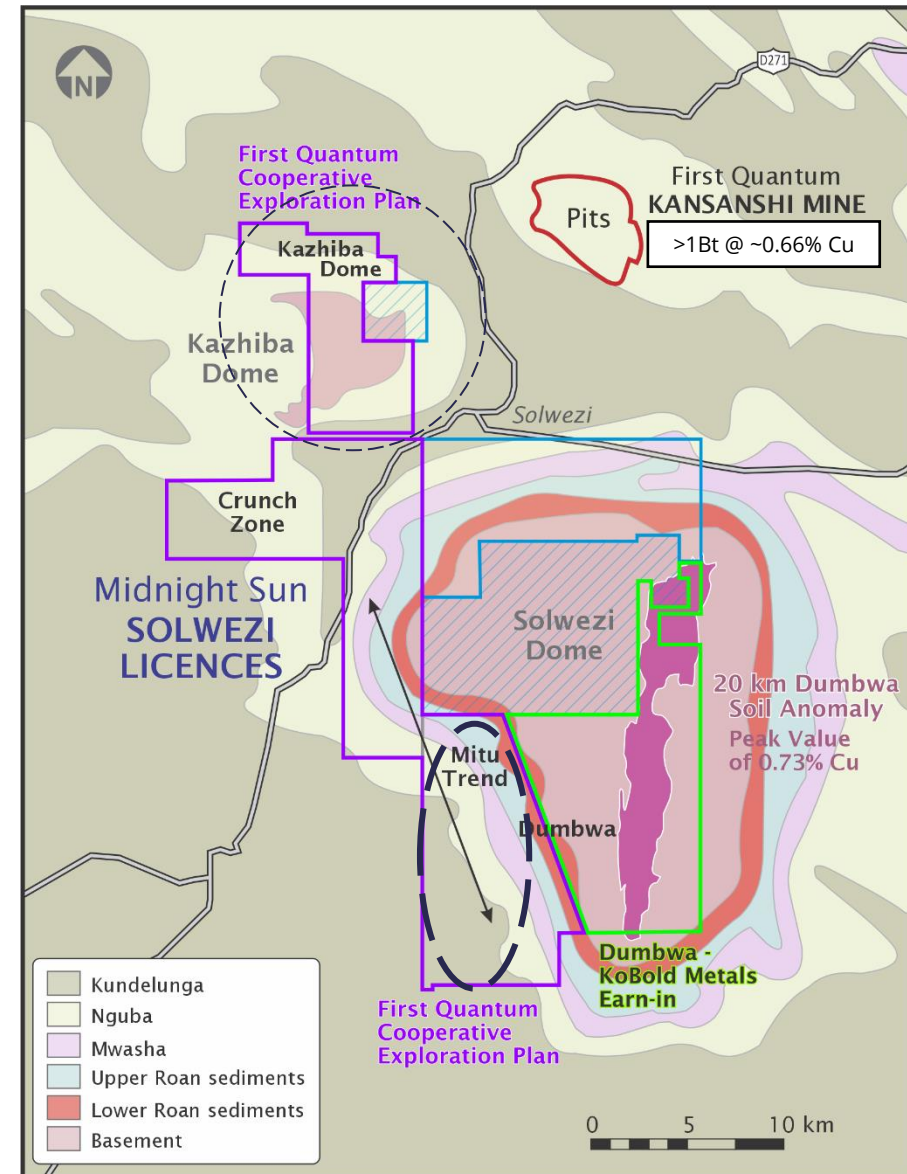 N
D271
First Quantum
Cooperative
Exploration Plan
First Quantum
KANSANSHI MINE
>1Bt @ ~0.66% Cu
Pits
Kazhiba
Dome
Kazhiba
Dome
Solwezi
Crunch
Zone
Midnight Sun
SOLWEZI
LICENCES
Solwezi
Dome
20 km Dumbwa
Soil Anomaly
Peak Value
of 0.73% Cu
Mitu
Trend
Dumbwa
Dumbwa -
KoBold Metals
Earn-in
First Quantum
Cooperative
Exploration Plan
Kundelunga
Nguba
Mwasha
Upper Roan sediments
Lower Roan sediments
Basement
0 5 10 km